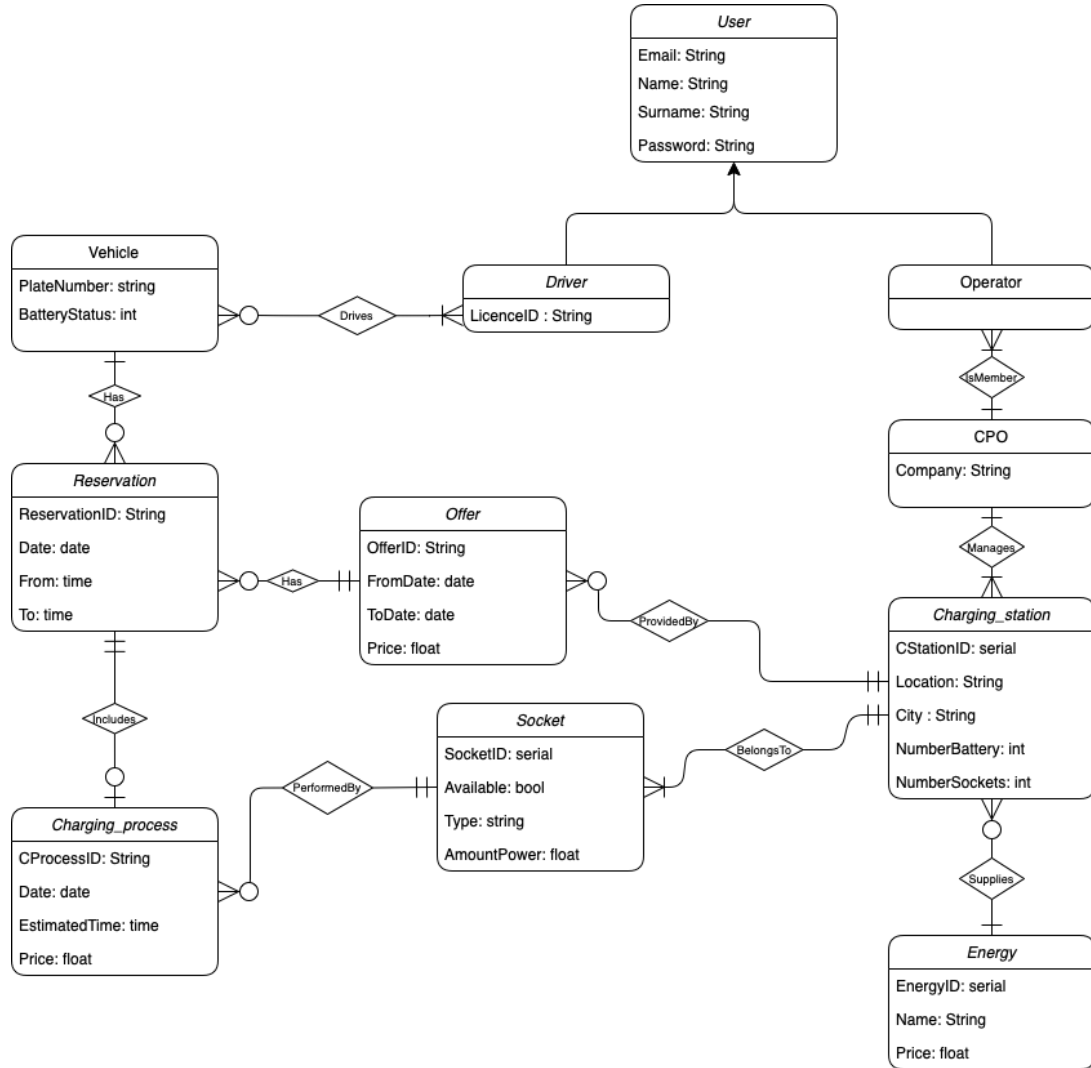 User
Email: String
Name: String
Surname: String
Password: String
Vehicle
PlateNumber: string
BatteryStatus: int
Drives
Driver
LicenceID : String
Operator
IsMember
Has
CPO
Company: String
Manages
Reservation
ReservationID: String
Date: date
From: time
To: time
Has
Offer
OfferID: String
FromDate: date
ToDate: date
Price: float
ProvidedBy
Charging_station
CStationID: serial
Location: String
City : String
NumberBattery: int
NumberSockets: int
Includes
Socket
SocketID: serial
Available: bool
Type: string
AmountPower: float
BelongsTo
PerformedBy
Charging_process
CProcessID: String
Date: date
EstimatedTime: time
Price: float
Supplies
Energy
EnergyID: serial
Name: String
Price: float